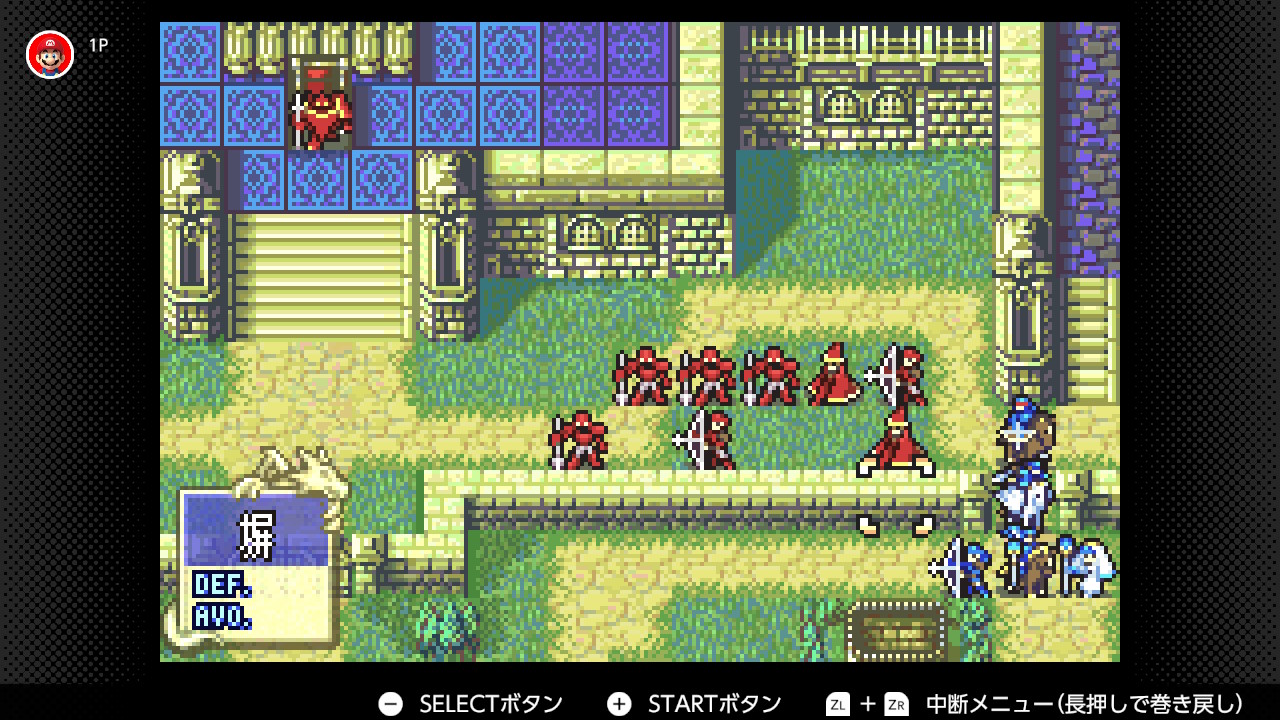 1P
塀
DEF.
AVO.
SELECTボタン
STARTボタン
ZL + ZR 中断メニュー(長押しで巻き戻し)